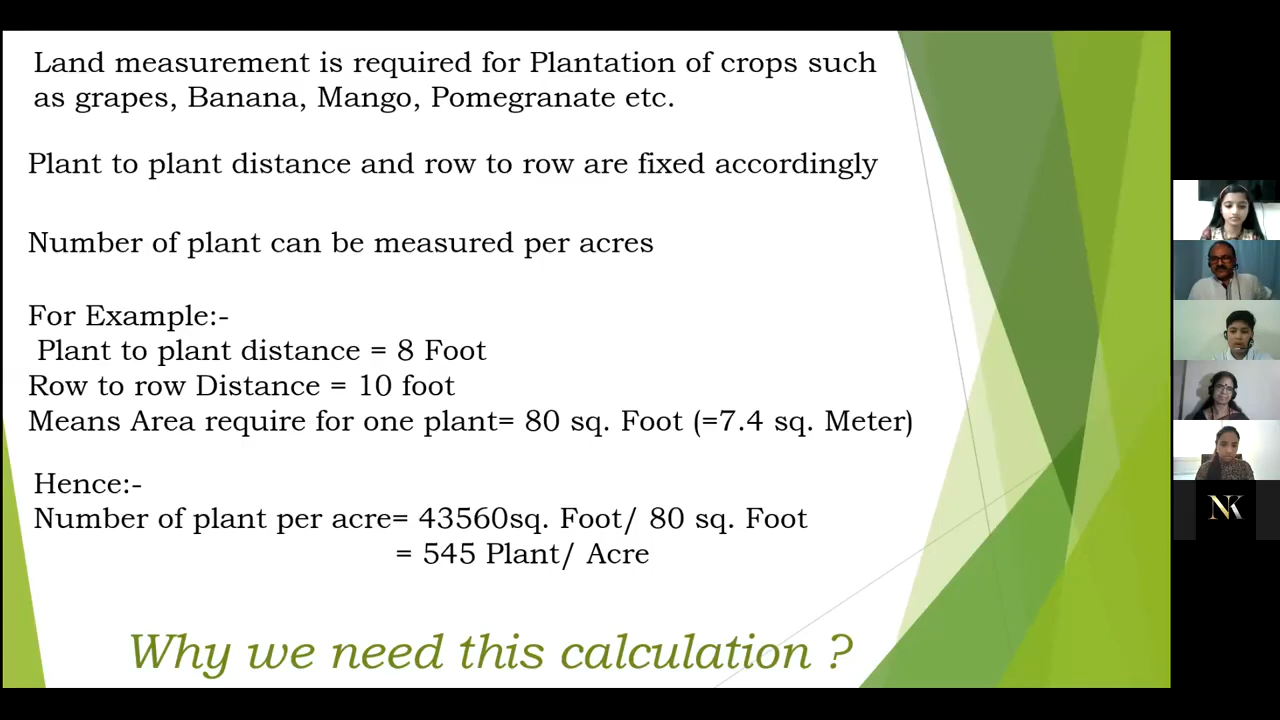 Land measurement is required for Plantation of crops such
as grapes, Banana, Mango, Pomegranate etc.
Plant to plant distance and row to row are fixed accordingly
Number of plant can be measured per acres
For Example:-
Plant to plant distance = 8 Foot
Row to row Distance = 10 foot
Means Area require for one plant= 80 sq. Foot (=7.4 sq. Meter)
Hence:-
Number of plant per acre= 43560sq. Foot/ 80 sq. Foot
= 545 Plant/ Acre
Why we need this calculation ?
NK